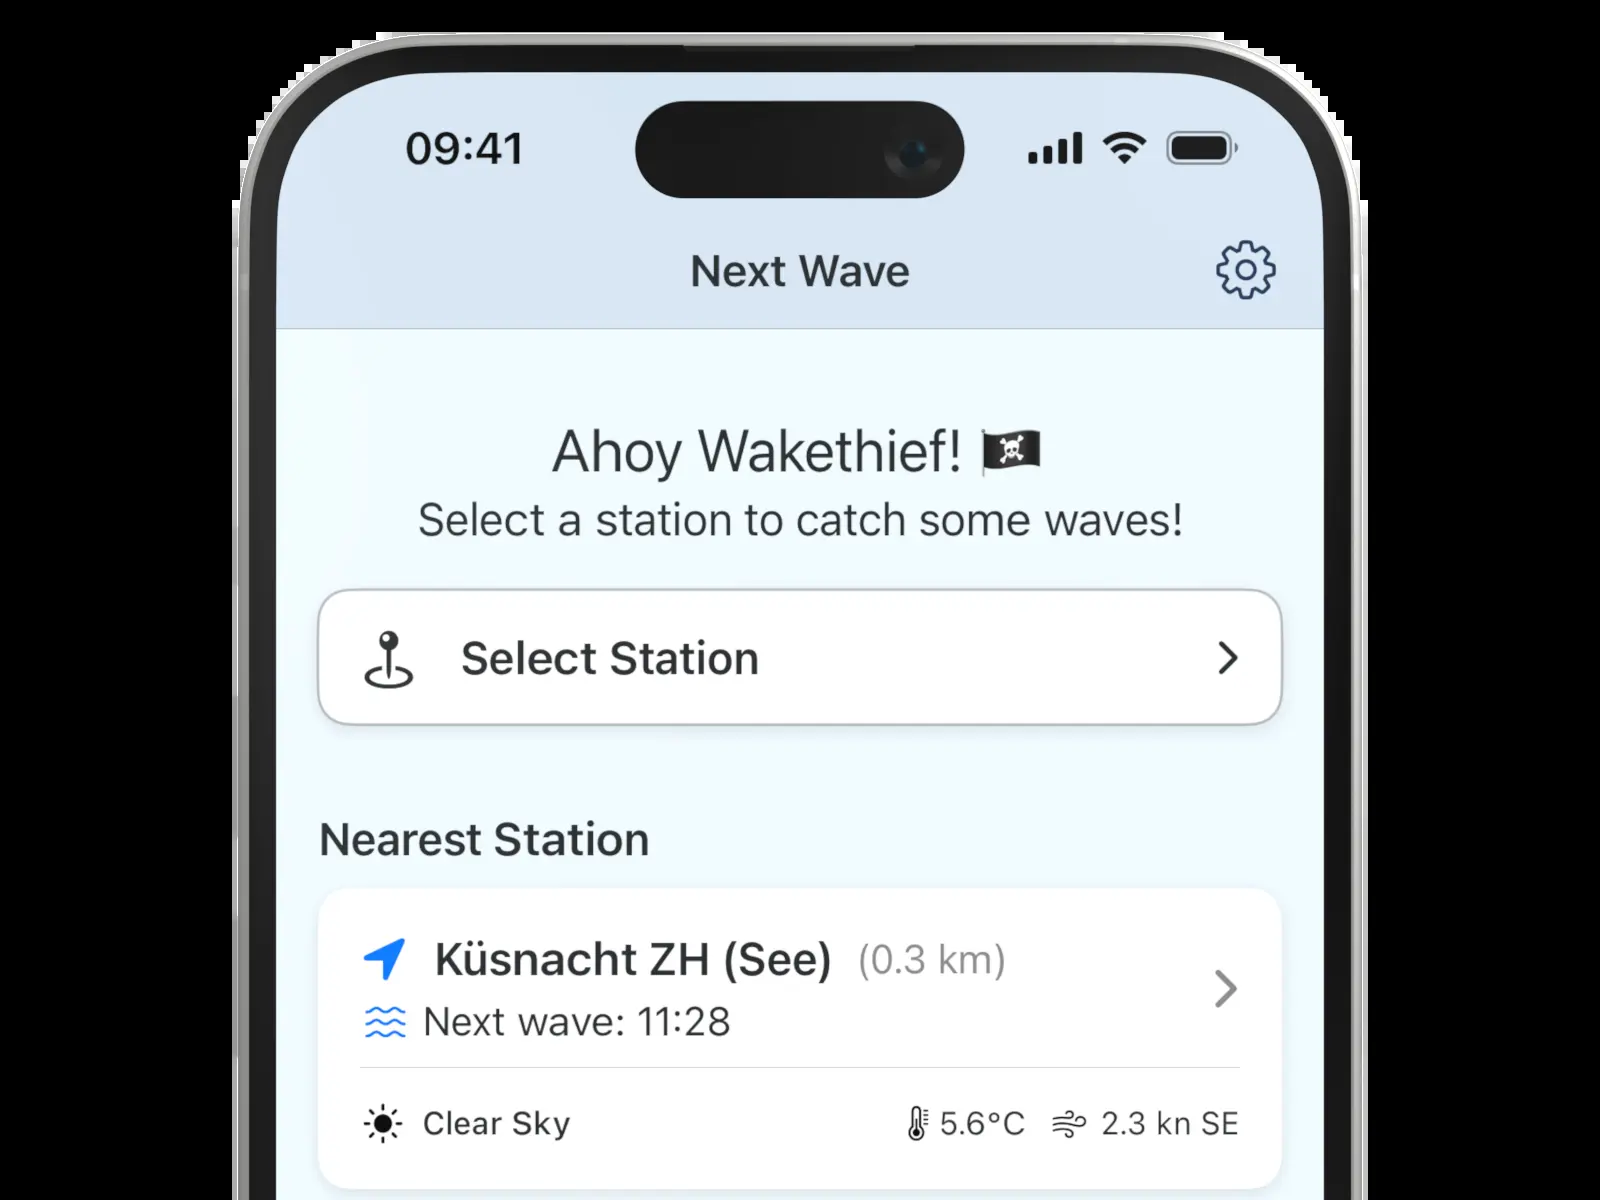 09:41
Next Wave
Ahoy Wakethief! 🏴‍☠️
Select a station to catch some waves!
Select Station
Nearest Station
Küsnacht ZH (See) (0.3 km)
Next wave: 11:28
Clear Sky 5.6°C 2.3 kn SE